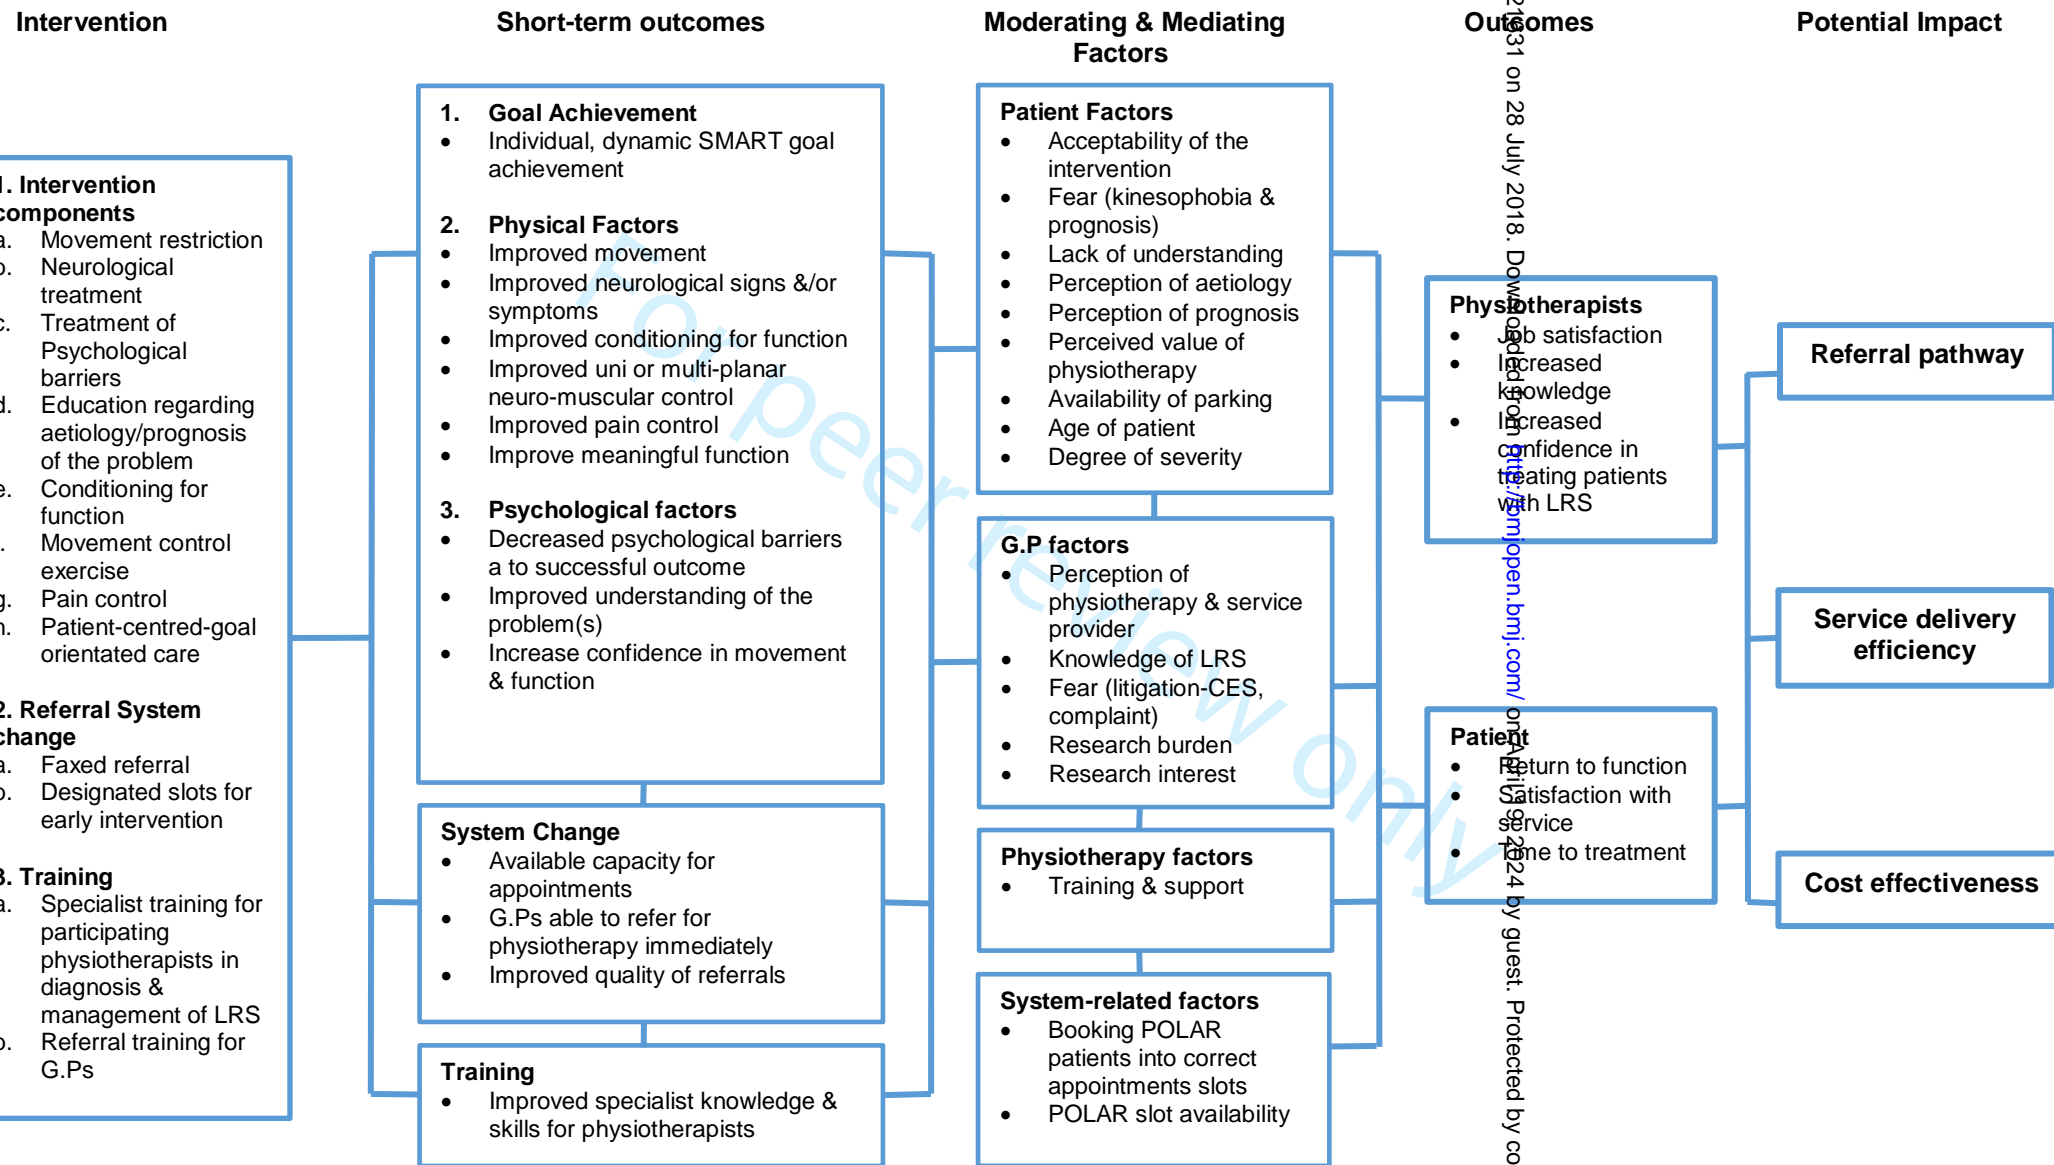 Intervention
Short-term outcomes
Moderating & Mediating
Factors
Outcomes
Potential Impact
1. Intervention
components
a. Movement restriction
b. Neurological
treatment
c. Treatment of
Psychological
barriers
d. Education regarding
aetiology/prognosis
of the problem
e. Conditioning for
function
f. Movement control
exercise
g. Pain control
h. Patient-centred-goal
orientated care
2. Referral System
change
a. Faxed referral
b. Designated slots for
early intervention
3. Training
a. Specialist training for
participating
physiotherapists in
diagnosis &
management of LRS
b. Referral training for
G.Ps
1. Goal Achievement
• Individual, dynamic SMART goal
achievement
2. Physical Factors
• Improved movement
• Improved neurological signs &/or
symptoms
• Improved conditioning for function
• Improved uni or multi-planar
neuro-muscular control
• Improved pain control
• Improve meaningful function
3. Psychological factors
• Decreased psychological barriers
a to successful outcome
• Improved understanding of the
problem(s)
• Increase confidence in movement
& function
System Change
• Available capacity for
appointments
• G.Ps able to refer for
physiotherapy immediately
• Improved quality of referrals
Training
• Improved specialist knowledge &
skills for physiotherapists
Patient Factors
• Acceptability of the
intervention
• Fear (kinesophobia &
prognosis)
• Lack of understanding
• Perception of aetiology
• Perception of prognosis
• Perceived value of
physiotherapy
• Availability of parking
• Age of patient
• Degree of severity
G.P factors
• Perception of
physiotherapy & service
provider
• Knowledge of LRS
• Fear (litigation-CES,
complaint)
• Research burden
• Research interest
Physiotherapy factors
• Training & support
System-related factors
• Booking POLAR
patients into correct
appointments slots
• POLAR slot availability
Physiotherapists
• Job satisfaction
• Increased
knowledge
• Increased
confidence in
treating patients
with LRS
Patient
• Return to function
• Satisfaction with
service
• Time to treatment
Referral pathway
Service delivery
efficiency
Cost effectiveness
For peer review only
21631 on 28 July 2018. Downloaded from http://bmjopen.bmj.com/ on April 19, 2024 by guest. Protected by co